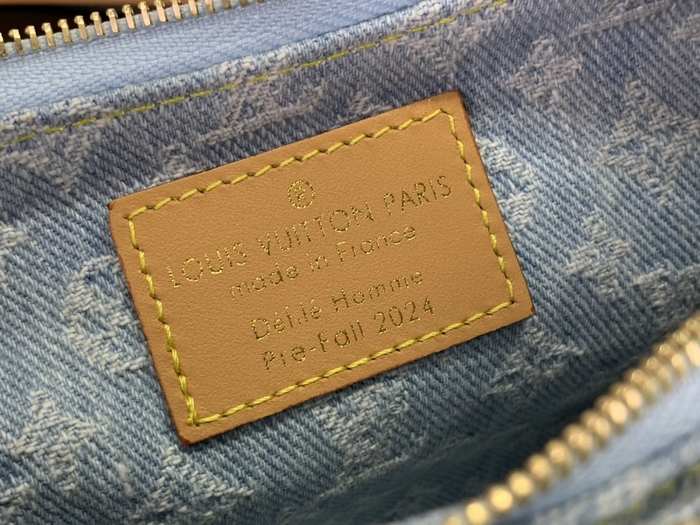 LOUIS VUITTON PARIS
made in France
Défilé Homme
Pre-Fall 2024